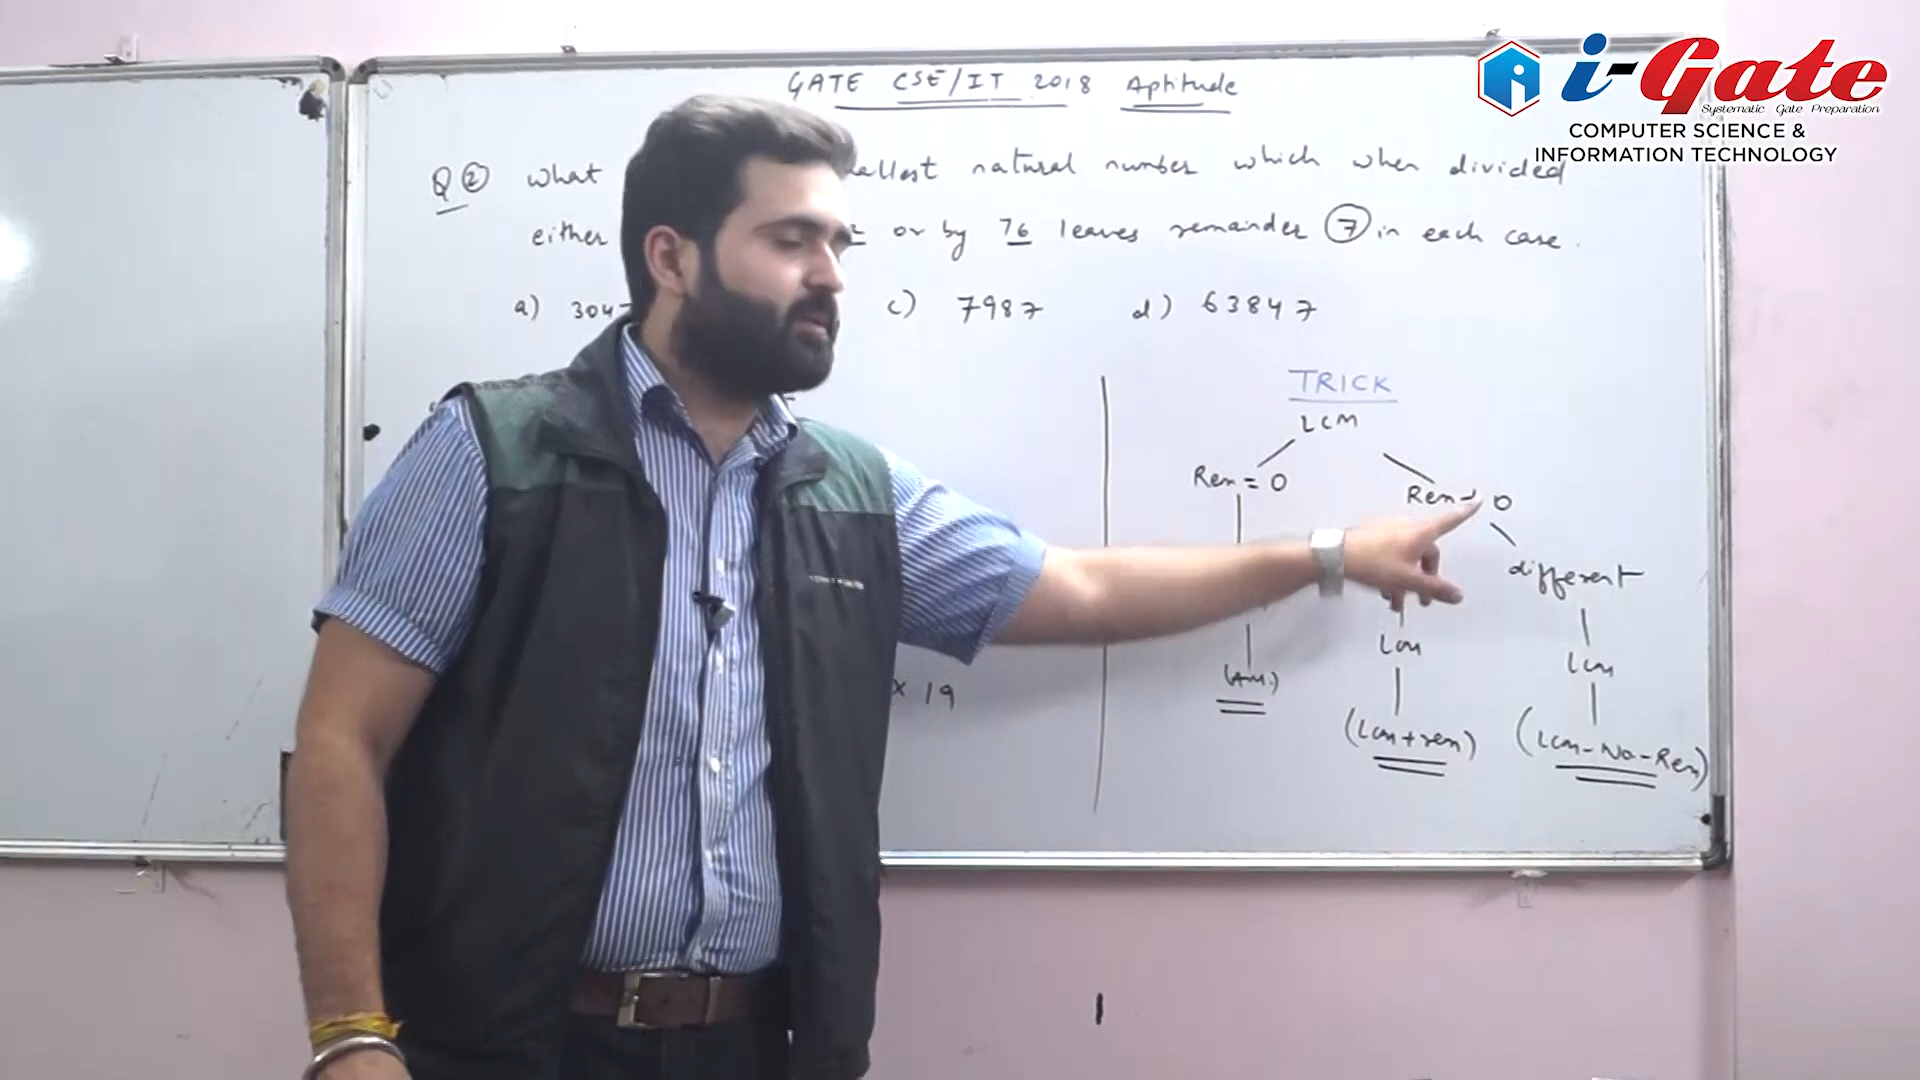 i-Gate
Systematic Gate Preparation
COMPUTER SCIENCE &
INFORMATION TECHNOLOGY
GATE CSE/IT 2018 Aptitude
Q② what natural number which when divided
either or by 76 leaves remainder 7 in each case.
a) 304 c) 7987 d) 63847
TRICK
LCM
Rem = 0 Rem 0
different
Lcm Lcm
(Ans.)
× 19
(Lcm+rem) (Lcm-No-Rem)